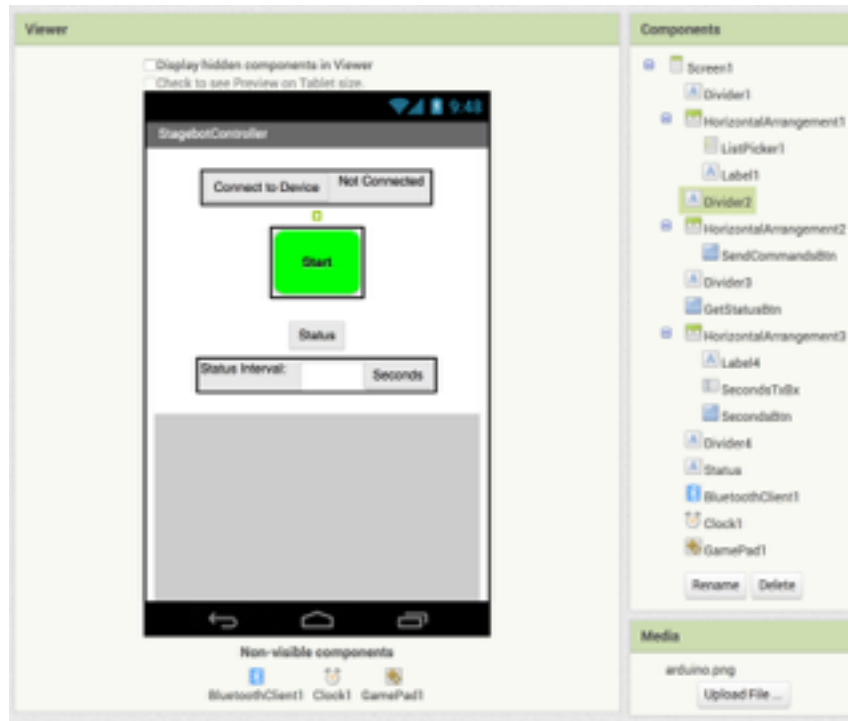 Viewer
Display hidden components in Viewer
Check to see Preview on Tablet size.
9:48
StagebotController
Connect to Device
Not Connected
Start
Status
Status Interval:
Seconds
Non-visible components
BluetoothClient1
Clock1
GamePad1
Components
Screen1
Divider1
HorizontalArrangement1
ListPicker1
Label1
Divider2
HorizontalArrangement2
SendCommandsBtn
Divider3
GetStatusBtn
HorizontalArrangement3
Label4
SecondsTxBx
SecondsBtn
Divider4
Status
BluetoothClient1
Clock1
GamePad1
Rename
Delete
Media
arduino.png
Upload File ...